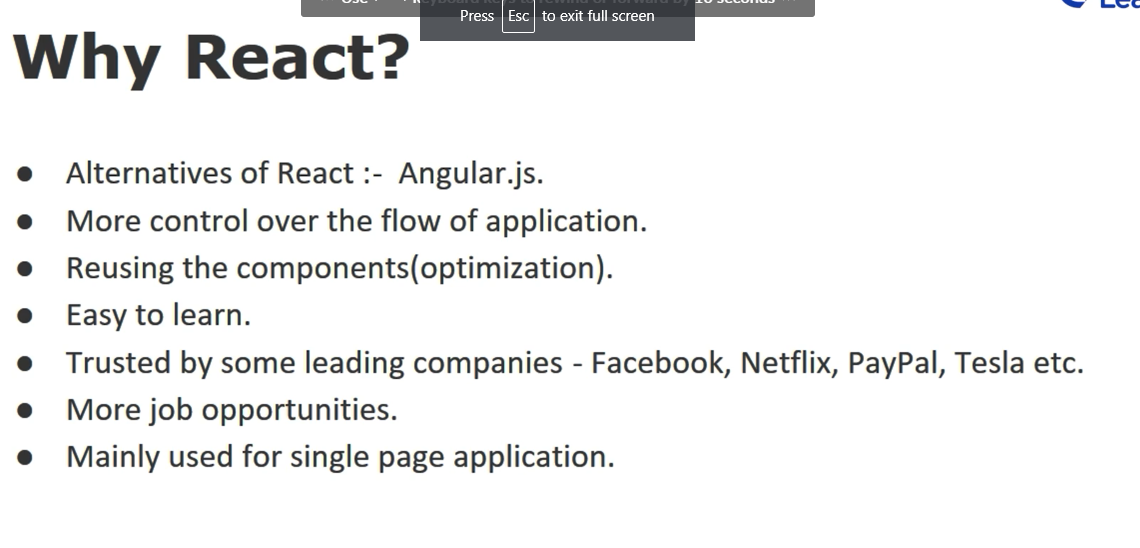 Press Esc to exit full screen
Why React?
● Alternatives of React :- Angular.js.
● More control over the flow of application.
● Reusing the components(optimization).
● Easy to learn.
● Trusted by some leading companies - Facebook, Netflix, PayPal, Tesla etc.
● More job opportunities.
● Mainly used for single page application.